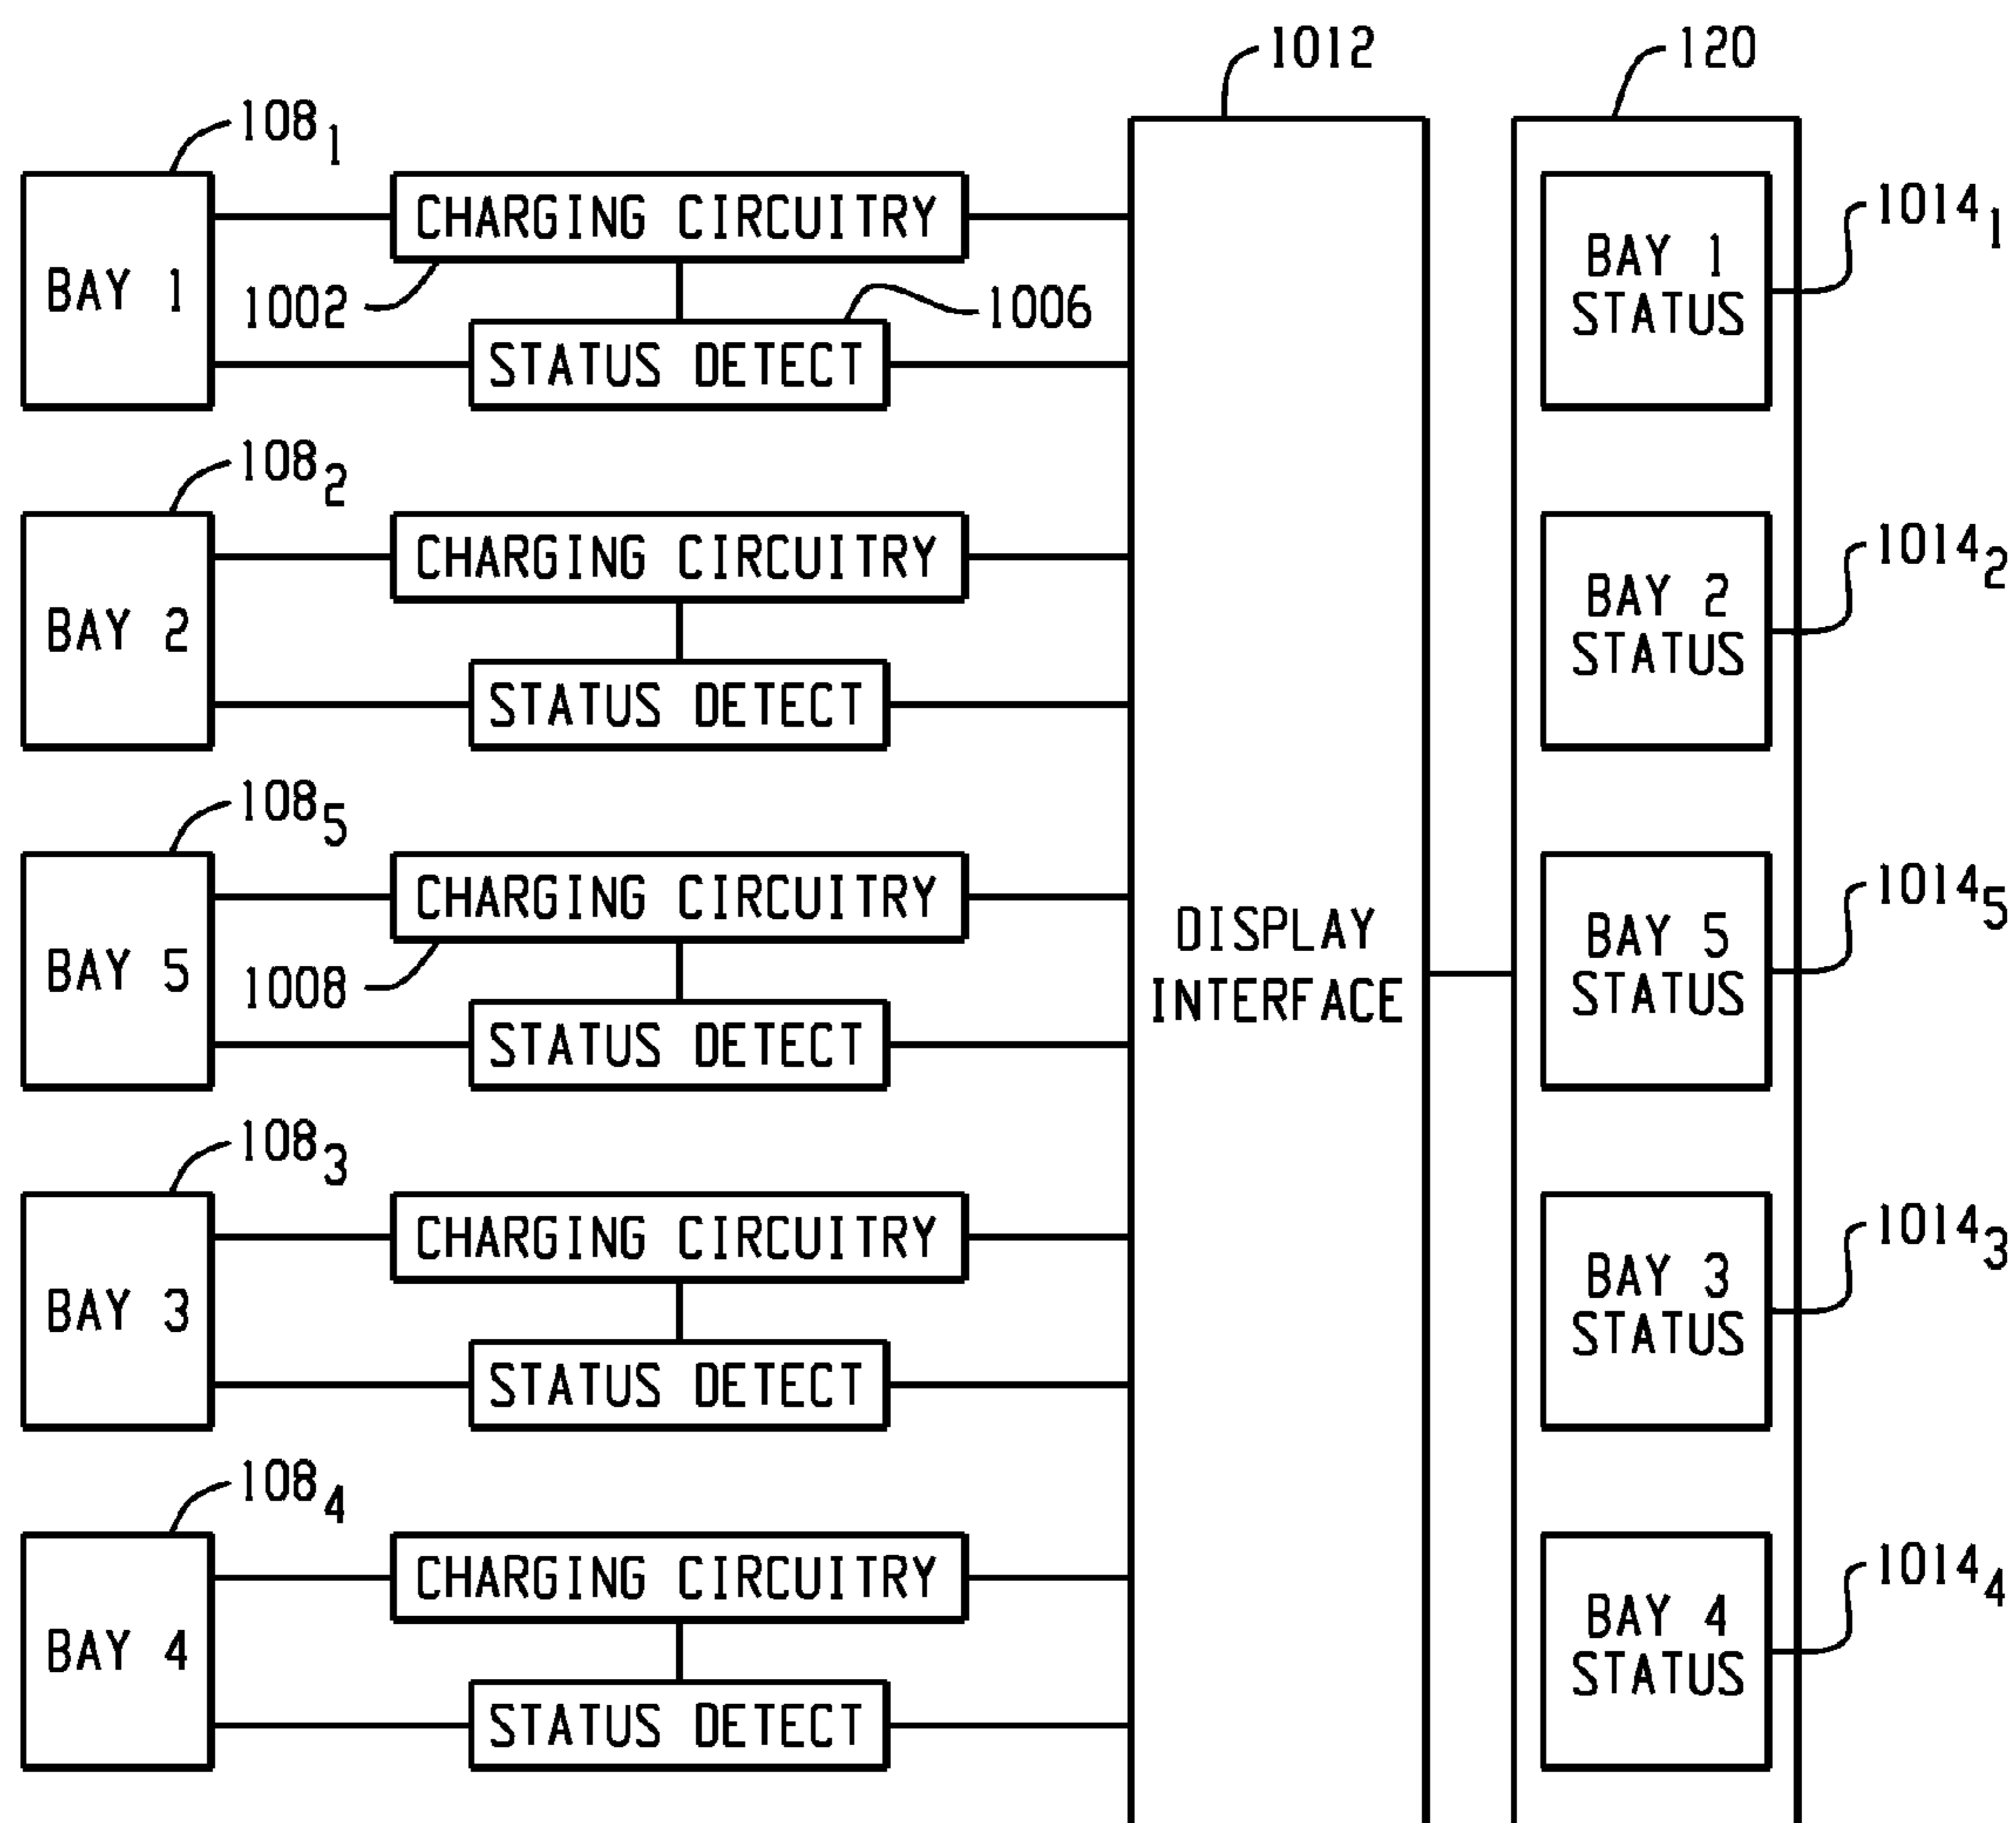 1012
120
108₁
CHARGING CIRCUITRY
BAY 1
1002
1006
STATUS DETECT
BAY 1
STATUS
1014₁
108₂
CHARGING CIRCUITRY
BAY 2
STATUS DETECT
BAY 2
STATUS
1014₂
108₅
CHARGING CIRCUITRY
BAY 5
1008
STATUS DETECT
DISPLAY
INTERFACE
BAY 5
STATUS
1014₅
108₃
CHARGING CIRCUITRY
BAY 3
STATUS DETECT
BAY 3
STATUS
1014₃
108₄
CHARGING CIRCUITRY
BAY 4
STATUS DETECT
BAY 4
STATUS
1014₄